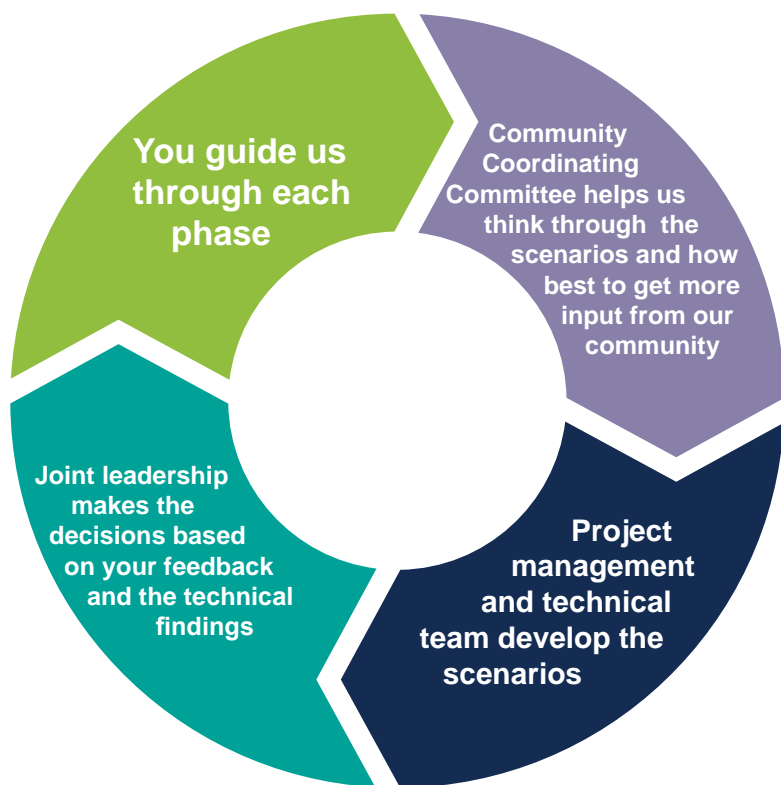 You guide us
through each
phase
Community
Coordinating
Committee helps us
think through the
scenarios and how
best to get more
input from our
community
Project
management
and technical
team develop the
scenarios
Joint leadership
makes the
decisions based
on your feedback
and the technical
findings